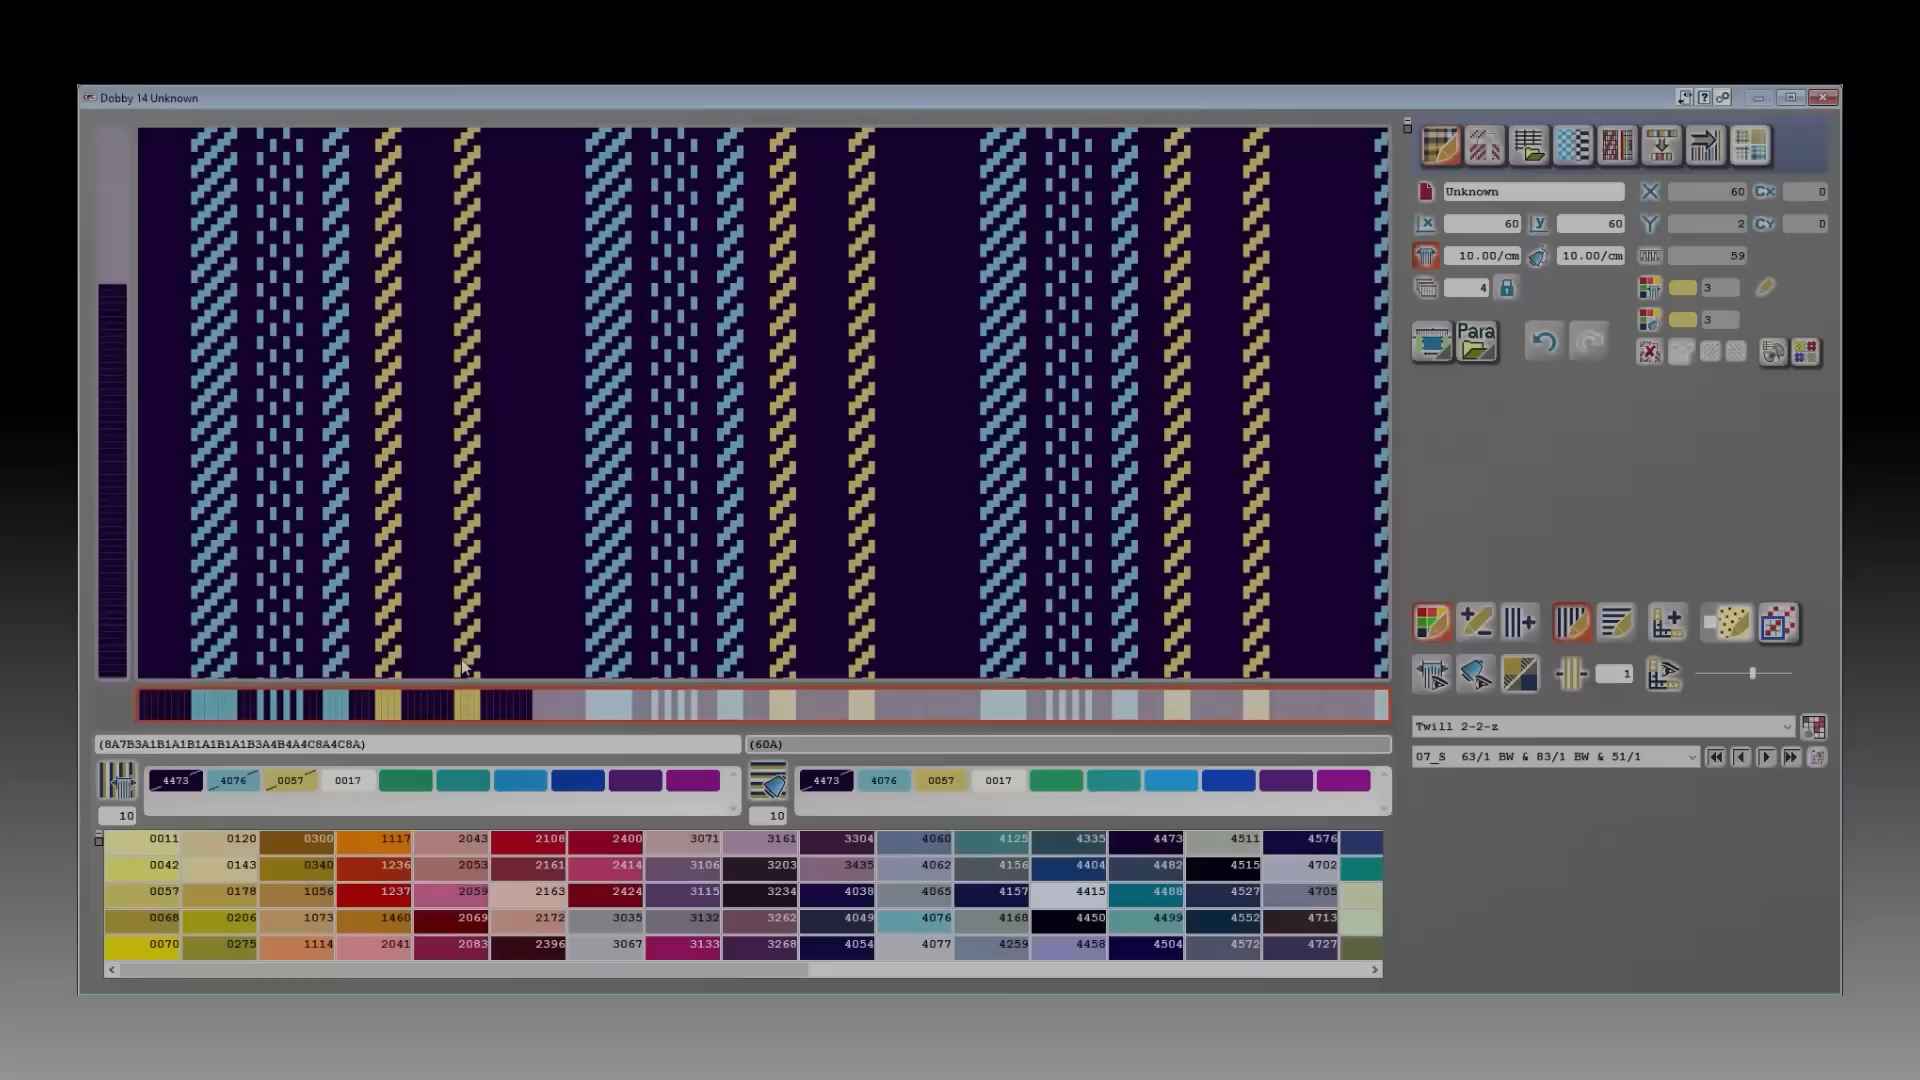 Dobby 14 Unknown
Unknown
60
0
60
60
2
0
10.00/cm
10.00/cm
59
4
3
3
Para
1
Twill 2-2-z
07_S 63/1 BW & 83/1 BW & 51/1
(8A7B3A1B1A1B1A1B1A1B3A4B4A4C8A4C8A)
(60A)
4473 4076 0057 0017
4473 4076 0057 0017
10
10
0011 0120 0300 1117 2043 2108 2400 3071 3161 3304 4060 4125 4335 4473 4511 4576
0042 0143 0340 1236 2053 2161 2414 3106 3203 3435 4062 4156 4404 4482 4515 4702
0057 0178 1056 1237 2059 2163 2424 3115 3234 4038 4065 4157 4415 4488 4527 4705
0068 0206 1073 1460 2069 2172 3035 3132 3262 4049 4076 4168 4450 4499 4552 4713
0070 0275 1114 2041 2083 2396 3067 3133 3268 4054 4077 4259 4458 4504 4572 4727